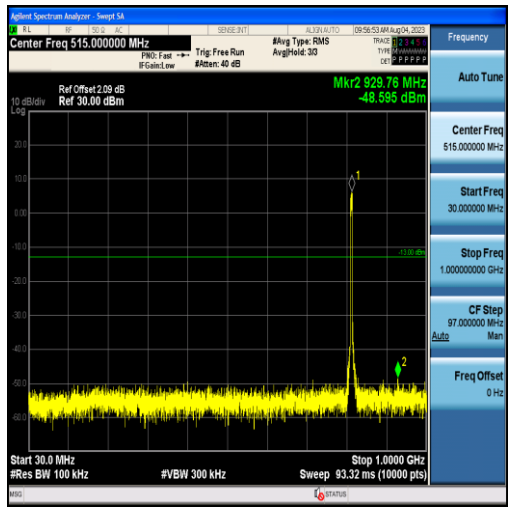 Agilent Spectrum Analyzer - Swept SA
RL RF 50 Ω AC SENSE:INT ALIGN AUTO 09:56:53 AM Aug 04, 2023
Center Freq 515.000000 MHz
PNO: Fast
IFGain:Low
Trig: Free Run
#Atten: 40 dB
#Avg Type: RMS
Avg|Hold: 3/3
TRACE 1 2 3 4 5 6
TYPE
DET P P P P P P
Mkr2 929.76 MHz
-48.595 dBm
Ref Offset 2.09 dB
10 dB/div Ref 30.00 dBm
Log
20.0
10.0
0.00
-10.0
-20.0
-30.0
-40.0
-50.0
-60.0
1
-13.00 dBm
2
Start 30.0 MHz Stop 1.0000 GHz
#Res BW 100 kHz #VBW 300 kHz Sweep 93.32 ms (10000 pts)
MSG STATUS
Frequency
Auto Tune
Center Freq
515.000000 MHz
Start Freq
30.000000 MHz
Stop Freq
1.000000000 GHz
CF Step
97.000000 MHz
Auto Man
Freq Offset
0 Hz